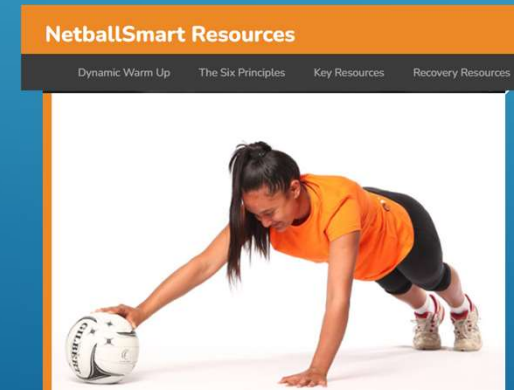 NetballSmart Resources
Dynamic Warm Up The Six Principles Key Resources Recovery Resources
GILBERT